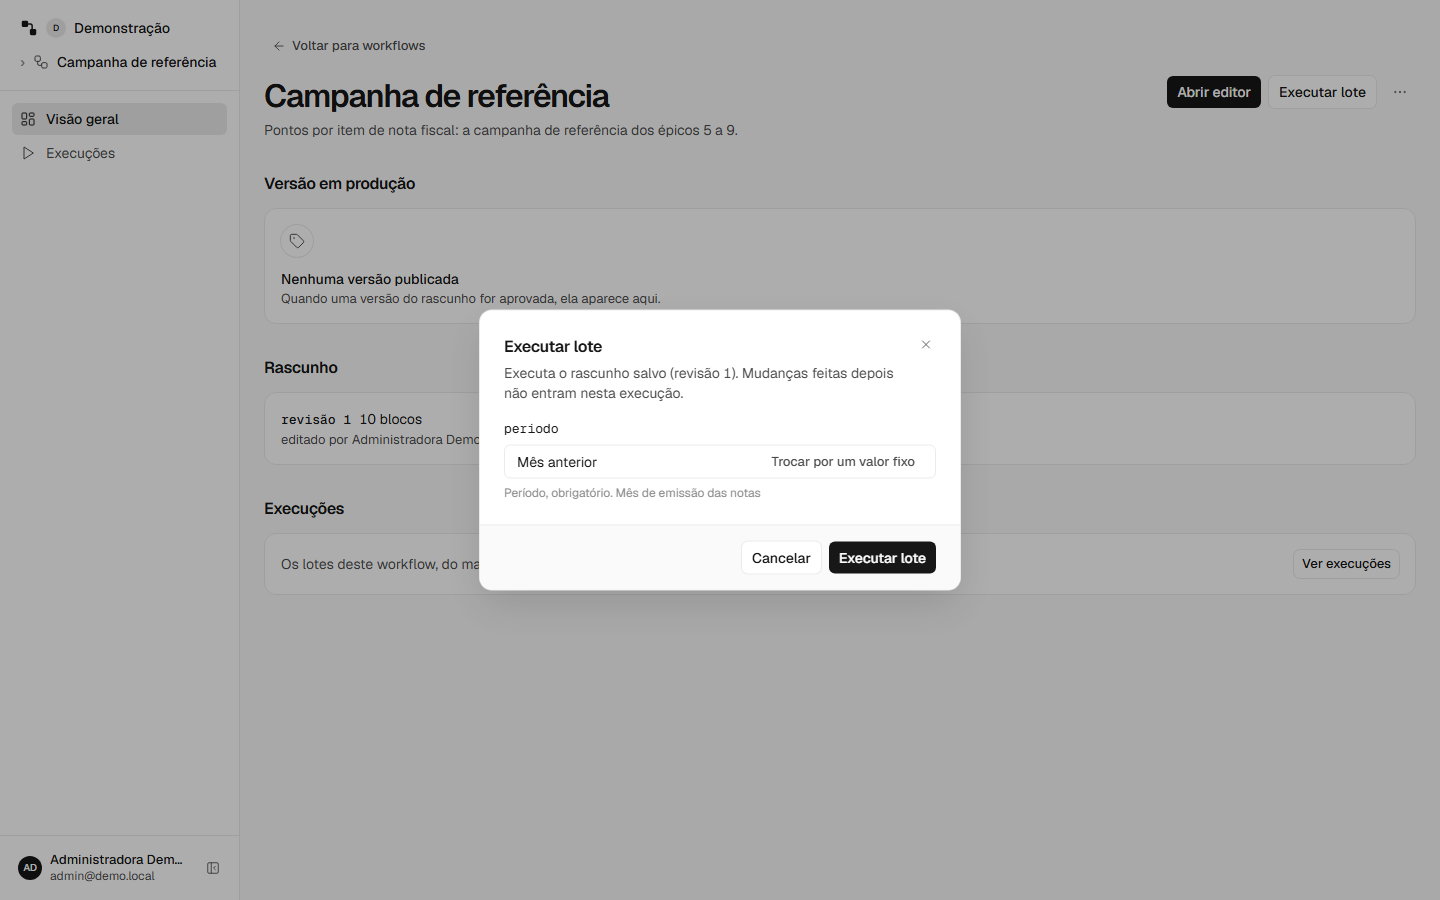 D Demonstração
Campanha de referência
Visão geral
Execuções
Voltar para workflows
Campanha de referência
Pontos por item de nota fiscal: a campanha de referência dos épicos 5 a 9.
Abrir editor
Executar lote
Versão em produção
Nenhuma versão publicada
Quando uma versão do rascunho for aprovada, ela aparece aqui.
Rascunho
revisão 1 10 blocos
editado por Administradora Demo
Execuções
Os lotes deste workflow, do ma
Ver execuções
Executar lote
Executa o rascunho salvo (revisão 1). Mudanças feitas depois
não entram nesta execução.
periodo
Mês anterior
Trocar por um valor fixo
Período, obrigatório. Mês de emissão das notas
Cancelar
Executar lote
AD
Administradora Dem...
admin@demo.local